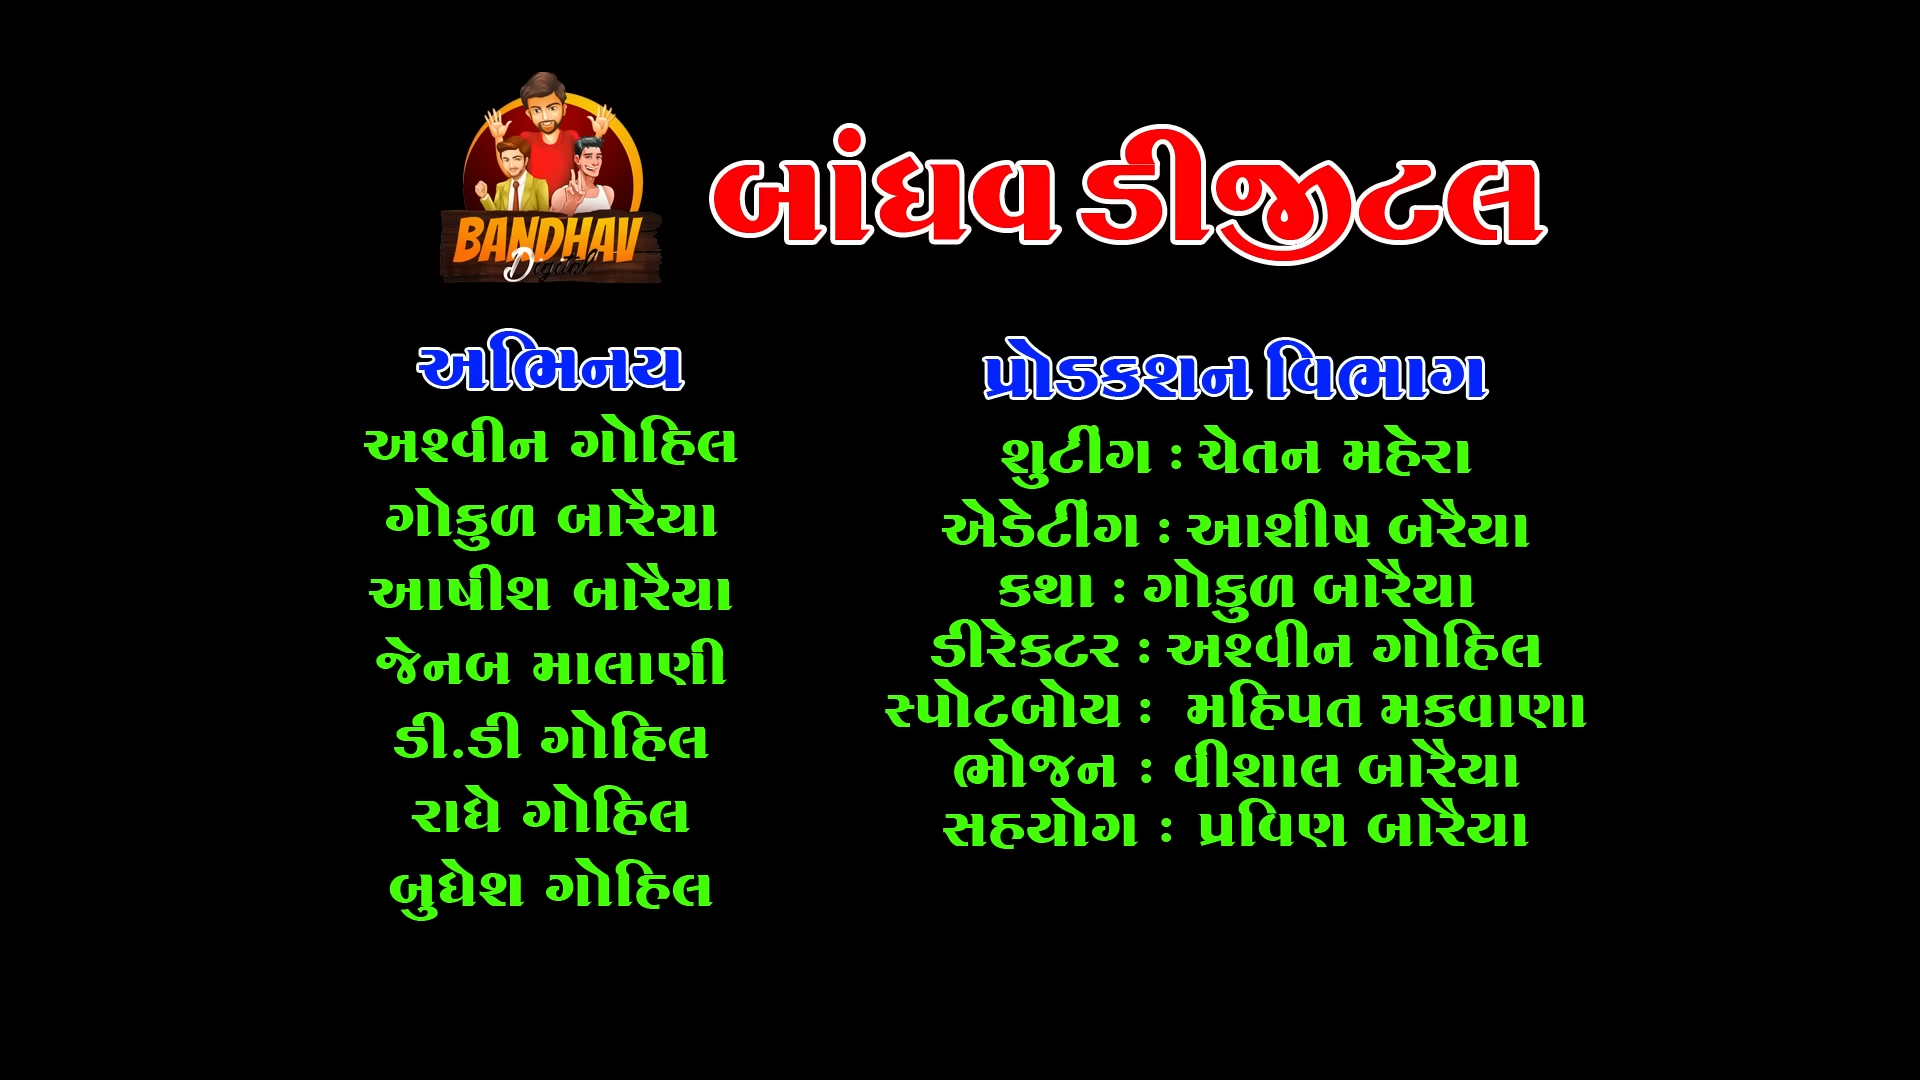 BANDHAV
Digital
બાંધવ ડીજીટલ
અભિનય
અશ્વીન ગોહિલ
ગોકુળ બારૈયા
આષીશ બારૈયા
જેનબ માલાણી
ડી.ડી ગોહિલ
રાધે ગોહિલ
બુધેશ ગોહિલ
પ્રોડકશન વિભાગ
શુટીંગ : ચેતન મહેરા
એડેટીંગ : આશીષ બરૈયા
કથા : ગોકુળ બારૈયા
ડીરેકટર : અશ્વીન ગોહિલ
સ્પોટબોય : મહિપત મકવાણા
ભોજન : વીશાલ બારૈયા
સહયોગ : પ્રવિણ બારૈયા